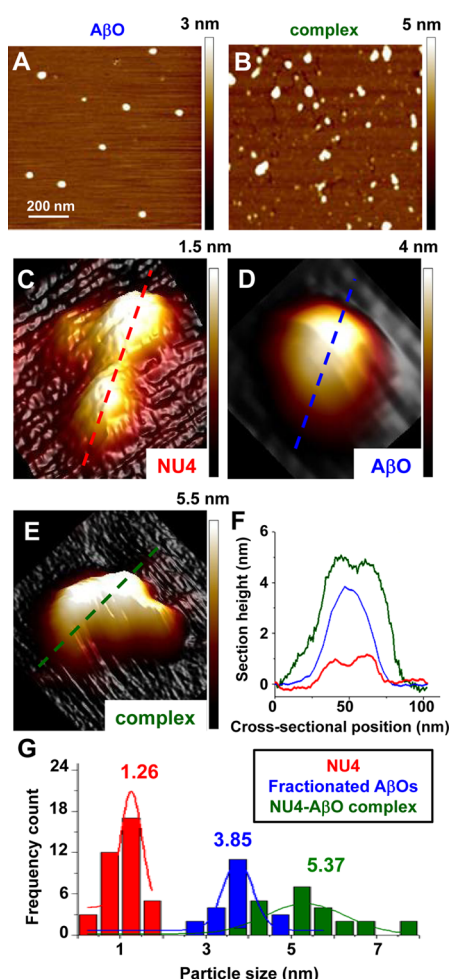 AβO
3 nm
complex
5 nm
A
B
200 nm
1.5 nm
4 nm
C
D
NU4
AβO
5.5 nm
E
complex
F
Section height (nm)
6
4
2
0
0
50
100
Cross-sectional position (nm)
G
NU4
Fractionated AβOs
NU4-AβO complex
Frequency count
24
18
12
6
0
1.26
3.85
5.37
1
3
5
7
Particle size (nm)